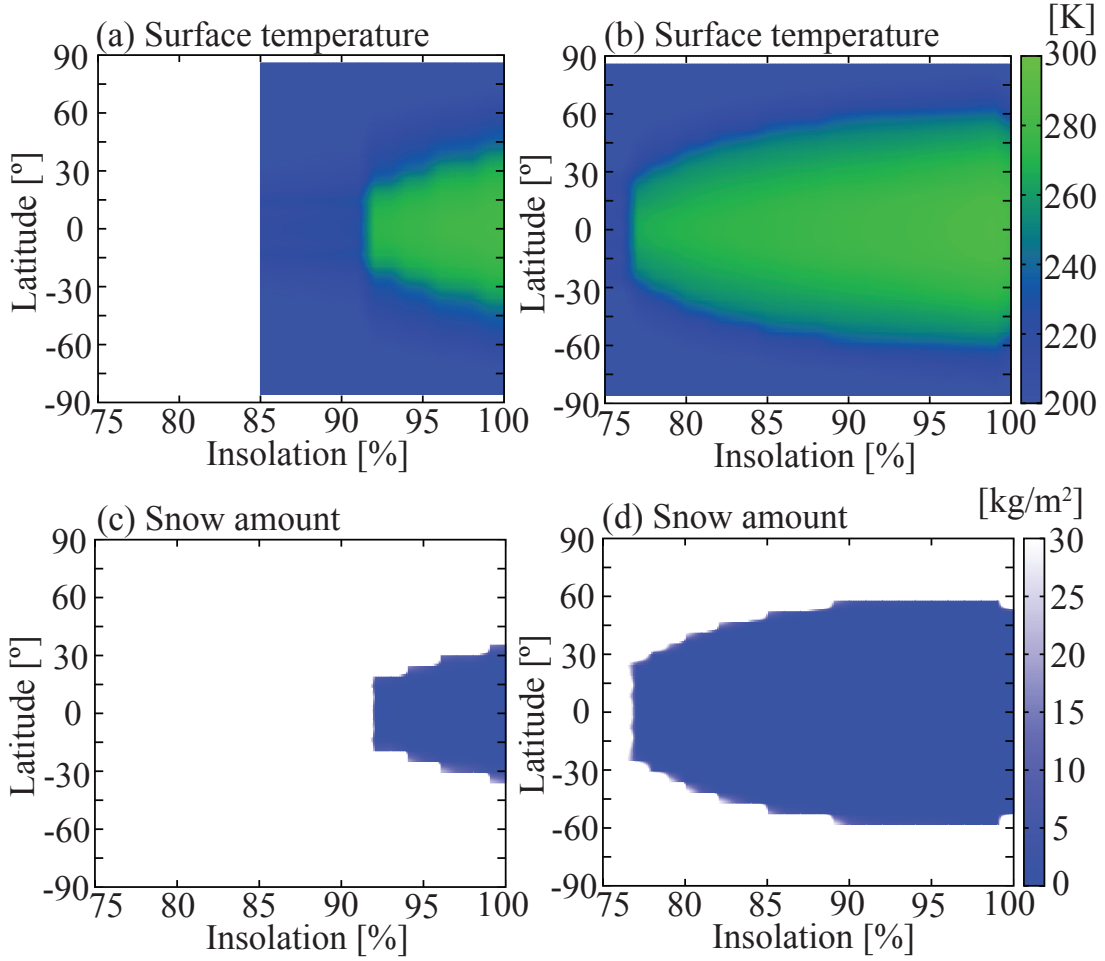 (a) Surface temperature
(b) Surface temperature
[K]
90
60
30
0
-30
-60
-90
Latitude [º]
75 80 85 90 95 100
Insolation [%]
90
60
30
0
-30
-60
-90
Latitude [º]
75 80 85 90 95 100
Insolation [%]
300
280
260
240
220
200
(c) Snow amount
(d) Snow amount
[kg/m²]
90
60
30
0
-30
-60
-90
Latitude [º]
75 80 85 90 95 100
Insolation [%]
90
60
30
0
-30
-60
-90
Latitude [º]
75 80 85 90 95 100
Insolation [%]
30
25
20
15
10
5
0